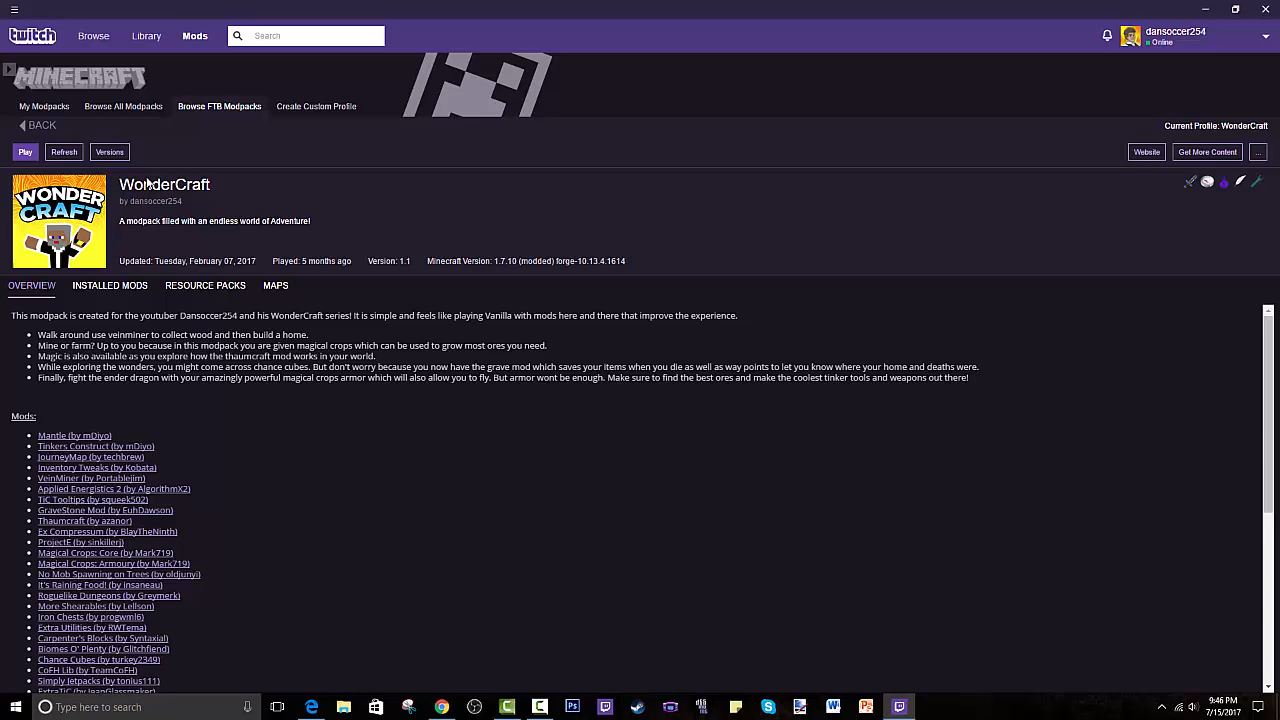 twitch Browse Library Mods Search dansoccer254
Online
MINECRAFT
My Modpacks Browse All Modpacks Browse FTB Modpacks Create Custom Profile
BACK Current Profile: WonderCraft
Play Refresh Versions Website Get More Content ...
WONDER
CRAFT
WonderCraft
by dansoccer254
A modpack filled with an endless world of Adventure!
Updated: Tuesday, February 07, 2017 Played: 5 months ago Version: 1.1 Minecraft Version: 1.7.10 (modded) forge-10.13.4.1614
OVERVIEW INSTALLED MODS RESOURCE PACKS MAPS
This modpack is created for the youtuber Dansoccer254 and his WonderCraft series! It is simple and feels like playing Vanilla with mods here and there that improve the experience.
• Walk around use veinminer to collect wood and then build a home.
• Mine or farm? Up to you because in this modpack you are given magical crops which can be used to grow most ores you need.
• Magic is also available as you explore how the thaumcraft mod works in your world.
• While exploring the wonders, you might come across chance cubes. But don't worry because you now have the grave mod which saves your items when you die as well as way points to let you know where your home and deaths were.
• Finally, fight the ender dragon with your amazingly powerful magical crops armor which will also allow you to fly. But armor wont be enough. Make sure to find the best ores and make the coolest tinker tools and weapons out there!
Mods:
• Mantle (by mDiyo)
• Tinkers Construct (by mDiyo)
• JourneyMap (by techbrew)
• Inventory Tweaks (by Kobata)
• VeinMiner (by Portablejim)
• Applied Energistics 2 (by AlgorithmX2)
• TiC Tooltips (by squeek502)
• GraveStone Mod (by EuhDawson)
• Thaumcraft (by azanor)
• Ex Compressum (by BlayTheNinth)
• ProjectE (by sinkillerj)
• Magical Crops: Core (by Mark719)
• Magical Crops: Armoury (by Mark719)
• No Mob Spawning on Trees (by oldjunyi)
• It's Raining Food! (by insaneau)
• Roguelike Dungeons (by Greymerk)
• More Shearables (by Lellson)
• Iron Chests (by progwml6)
• Extra Utilities (by RWTema)
• Carpenter's Blocks (by Syntaxial)
• Biomes O' Plenty (by Glitchfiend)
• Chance Cubes (by turkey2349)
• CoFH Lib (by TeamCoFH)
• Simply Jetpacks (by tonius111)
• ExtraTiC (by JeanGlassmaker)
Type here to search 9:46 PM
7/15/2017